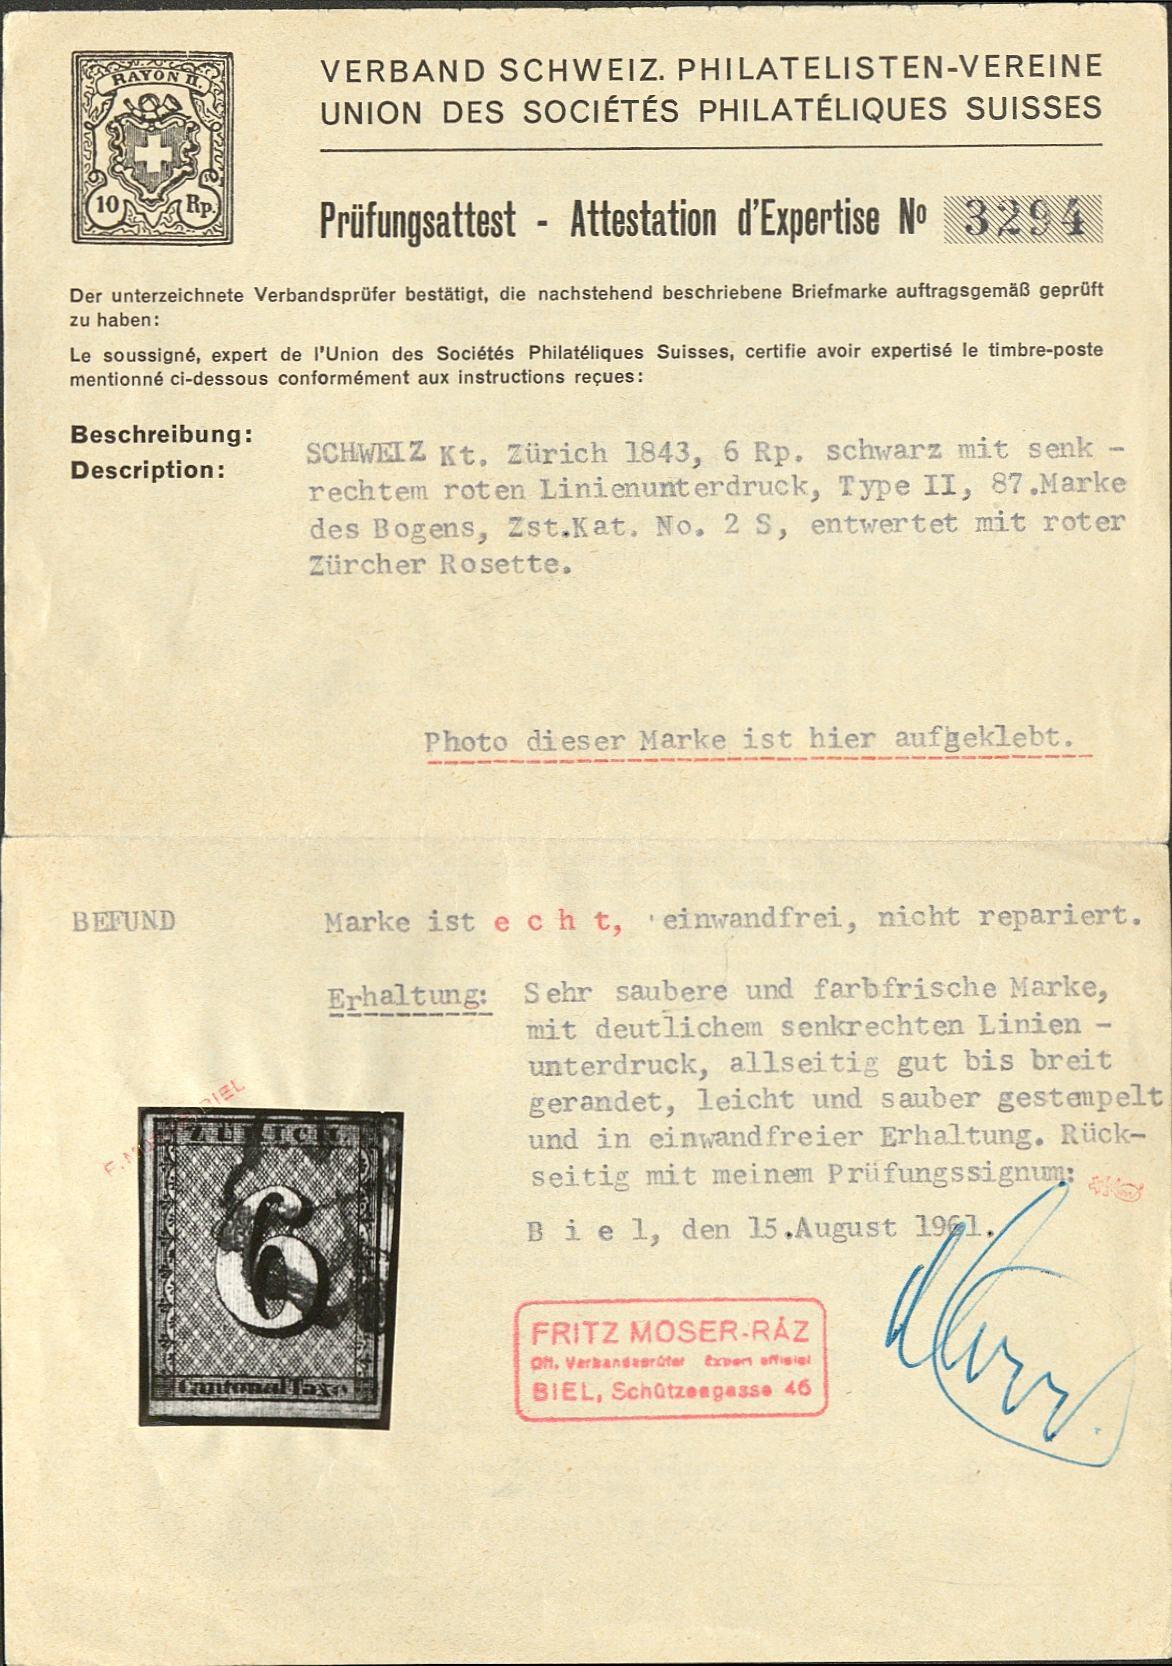 RAYON II.
10 Rp.
VERBAND SCHWEIZ. PHILATELISTEN-VEREINE
UNION DES SOCIÉTÉS PHILATÉLIQUES SUISSES
Prüfungsattest - Attestation d'Expertise No 3294
Der unterzeichnete Verbandsprüfer bestätigt, die nachstehend beschriebene Briefmarke auftragsgemäß geprüft
zu haben:
Le soussigné, expert de l'Union des Sociétés Philatéliques Suisses, certifie avoir expertisé le timbre-poste
mentionné ci-dessous conformément aux instructions reçues:
Beschreibung:
Description:
SCHWEIZ Kt. Zürich 1843, 6 Rp. schwarz mit senk -
rechtem roten Linienunterdruck, Type II, 87.Marke
des Bogens, Zst.Kat. No. 2 S, entwertet mit roter
Zürcher Rosette.
Photo dieser Marke ist hier aufgeklebt.
BEFUND Marke ist e c h t, einwandfrei, nicht repariert.
Erhaltung: Sehr saubere und farbfrische Marke,
mit deutlichem senkrechten Linien -
unterdruck, allseitig gut bis breit
gerandet, leicht und sauber gestempelt
und in einwandfreier Erhaltung. Rück-
seitig mit meinem Prüfungssignum:
B i e l, den 15.August 1961.
BIEL
ZÜRICH
6
Cantonal Taxe
FRITZ MOSER-RÁZ
Off. Verbandsprüfer Expert officiel
BIEL, Schützengasse 46